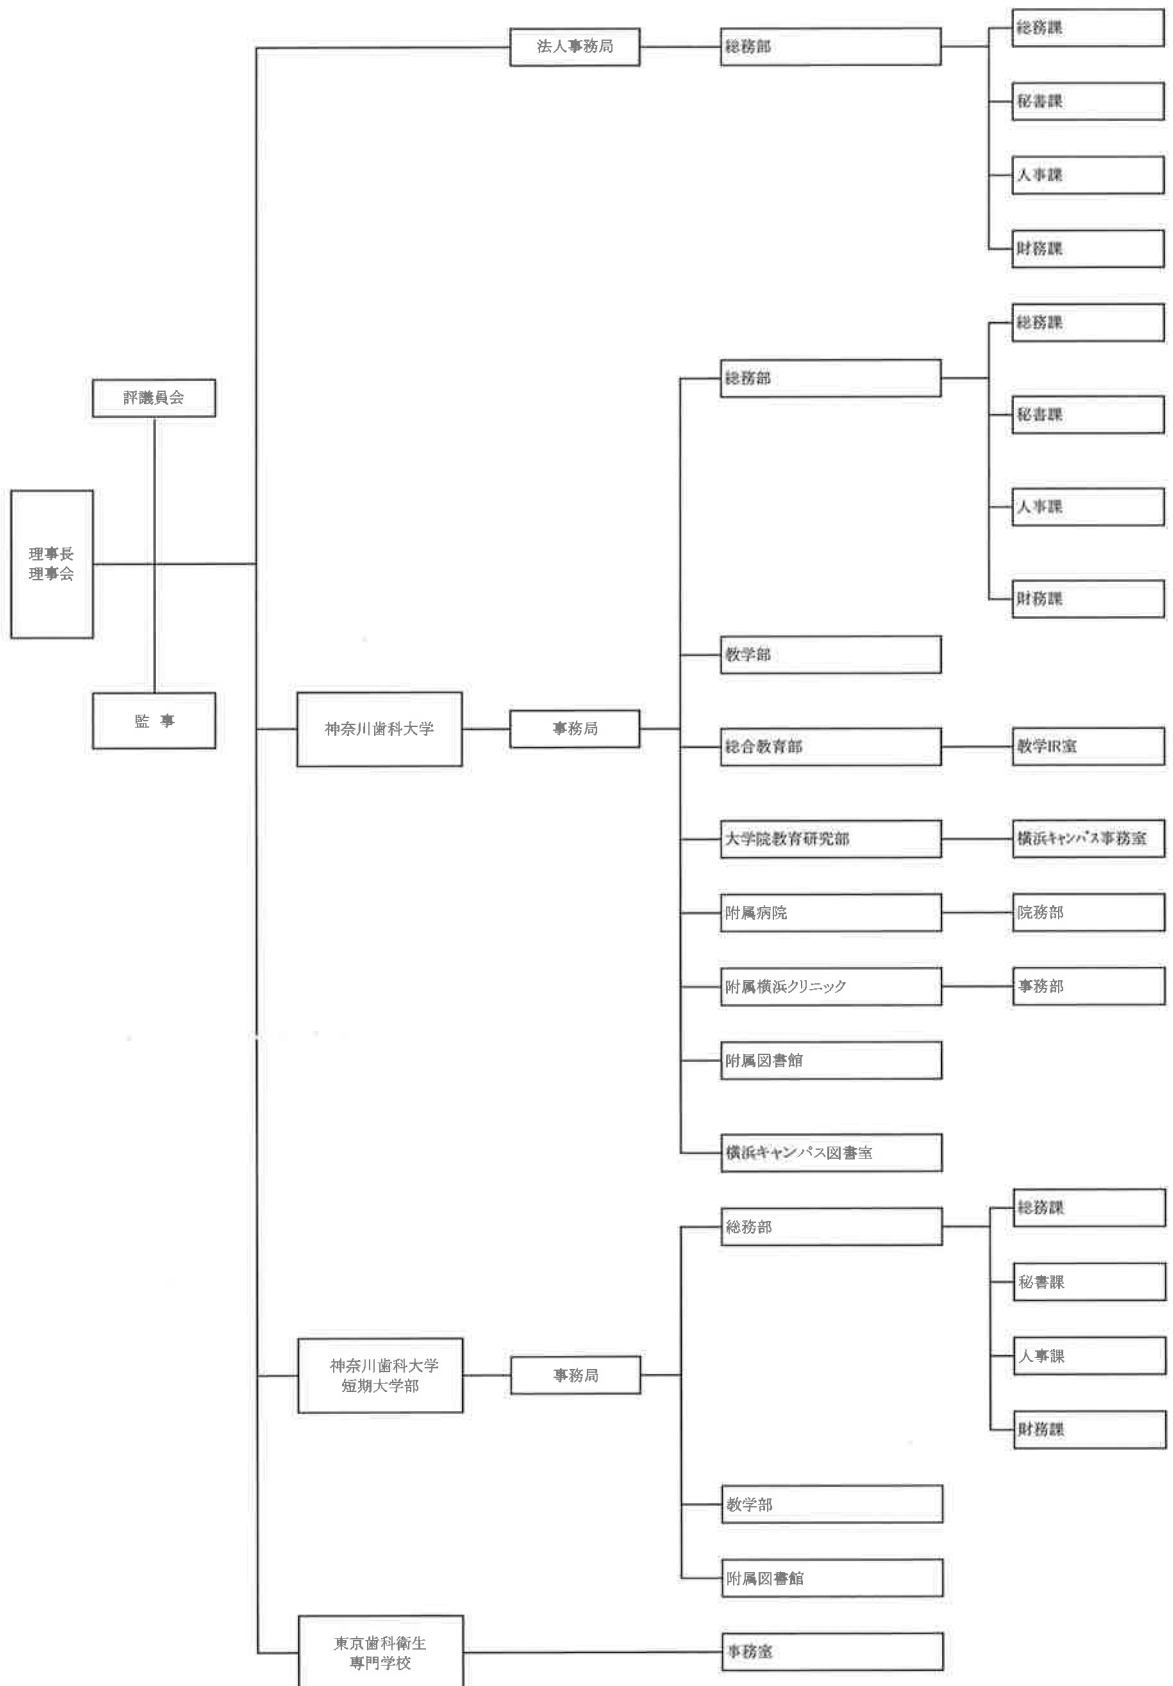 法人事務局
総務部
総務課
秘書課
人事課
財務課
評議員会
理事長
理事会
監 事
神奈川歯科大学
事務局
総務部
総務課
秘書課
人事課
財務課
教学部
総合教育部
教学IR室
大学院教育研究部
横浜キャンパス事務室
附属病院
院務部
附属横浜クリニック
事務部
附属図書館
横浜キャンパス図書室
神奈川歯科大学
短期大学部
事務局
総務部
総務課
秘書課
人事課
財務課
教学部
附属図書館
東京歯科衛生
専門学校
事務室